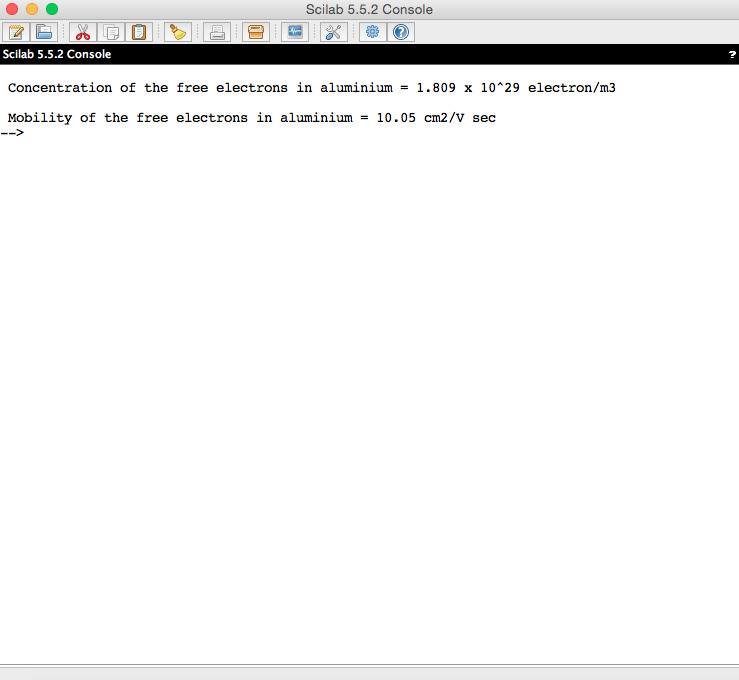 Scilab 5.5.2 Console
Scilab 5.5.2 Console ?
Concentration of the free electrons in aluminium = 1.809 x 10^29 electron/m3
Mobility of the free electrons in aluminium = 10.05 cm2/V sec
-->